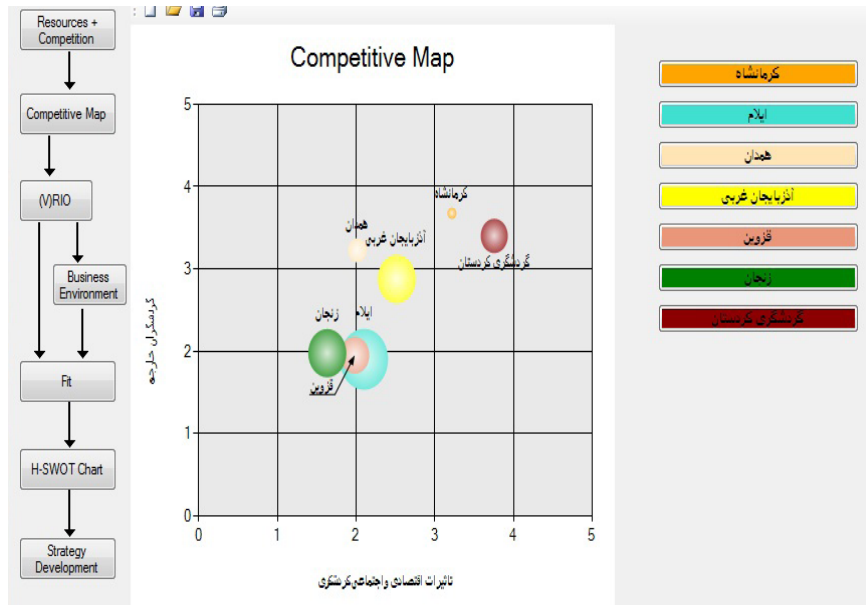 Resources +
Competition
Competitive Map
(V)RIO
Business
Environment
Fit
H-SWOT Chart
Strategy
Development
Competitive Map
5
4
3
2
1
0
0
1
2
3
4
5
کرمانشاه
همدان
آذربایجان غربی
گردشگری کردستان
زنجان
ایلام
قزوین
گردشگران خارجی
تاثیرات اقتصادی واجتماعی گردشگری
کرمانشاه
ایلام
همدان
آذربایجان غربی
قزوین
زنجان
گردشگری کردستان